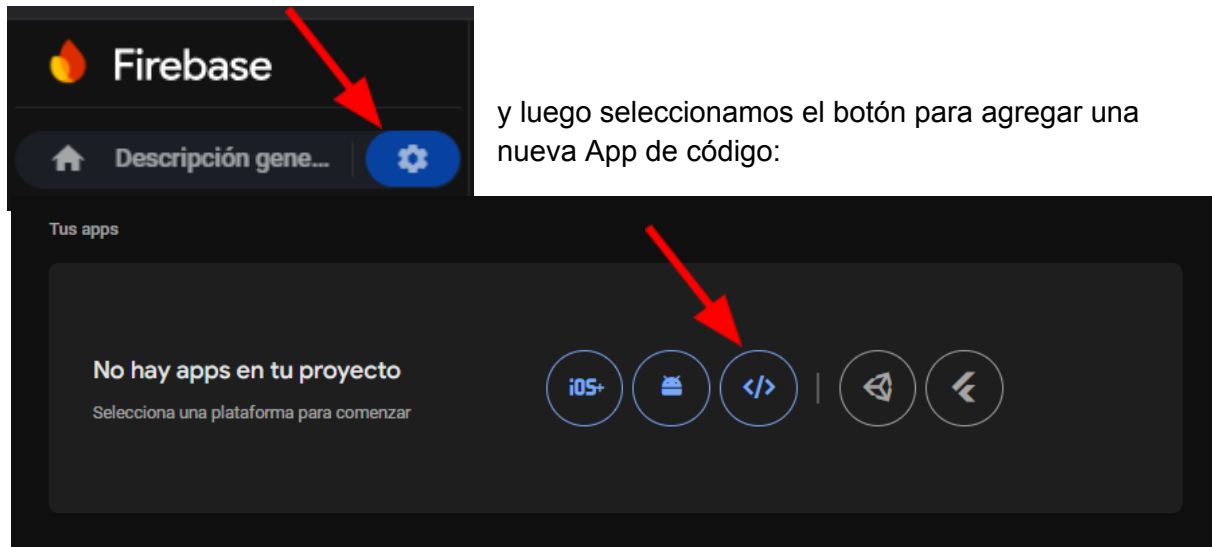 Firebase
Descripción gene...
y luego seleccionamos el botón para agregar una
nueva App de código:
Tus apps
No hay apps en tu proyecto
Selecciona una plataforma para comenzar
iOS+
</>